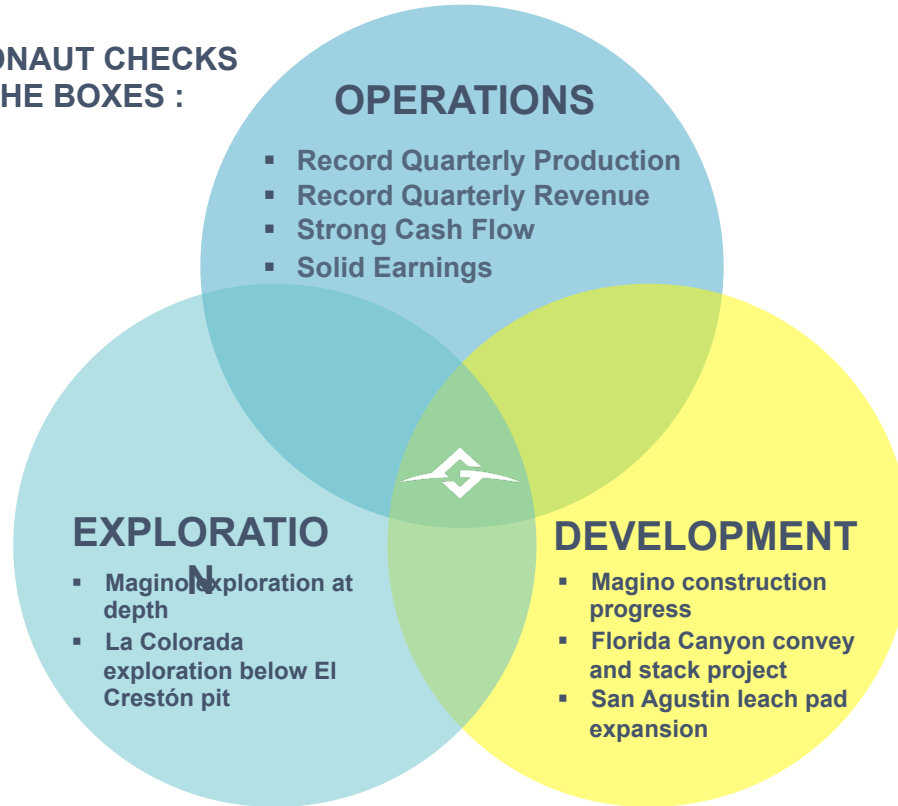 ONAUT CHECKS
HE BOXES :
OPERATIONS
▪ Record Quarterly Production
▪ Record Quarterly Revenue
▪ Strong Cash Flow
▪ Solid Earnings
EXPLORATIO
N
▪ Magino exploration at
depth
▪ La Colorada
exploration below El
Crestón pit
DEVELOPMENT
▪ Magino construction
progress
▪ Florida Canyon convey
and stack project
▪ San Agustin leach pad
expansion